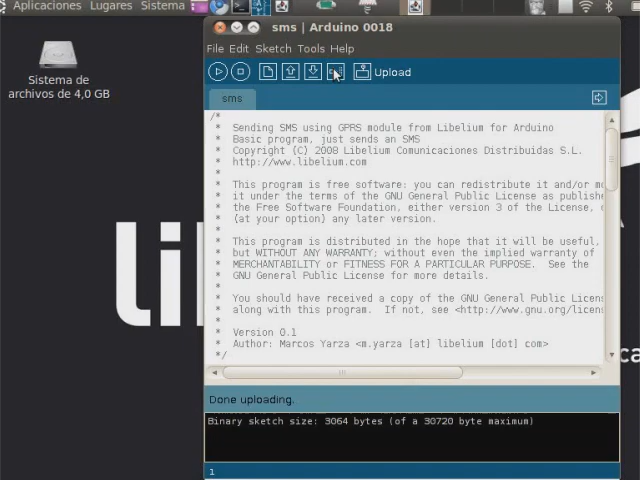 Aplicaciones Lugares Sistema
Sistema de
archivos de 4,0 GB
sms | Arduino 0018
File Edit Sketch Tools Help
Upload
sms
/*
* Sending SMS using GPRS module from Libelium for Arduino
* Basic program, just sends an SMS
* Copyright (C) 2008 Libelium Comunicaciones Distribuidas S.L.
* http://www.libelium.com
*
* This program is free software: you can redistribute it and/or mo
* it under the terms of the GNU General Public License as publishe
* the Free Software Foundation, either version 3 of the License, o
* (at your option) any later version.
*
* This program is distributed in the hope that it will be useful,
* but WITHOUT ANY WARRANTY; without even the implied warranty of
* MERCHANTABILITY or FITNESS FOR A PARTICULAR PURPOSE. See the
* GNU General Public License for more details.
*
* You should have received a copy of the GNU General Public Licens
* along with this program. If not, see <http://www.gnu.org/licens
*
* Version 0.1
* Author: Marcos Yarza <m.yarza [at] libelium [dot] com>
*/
Done uploading.
Binary sketch size: 3064 bytes (of a 30720 byte maximum)
1
li
ca